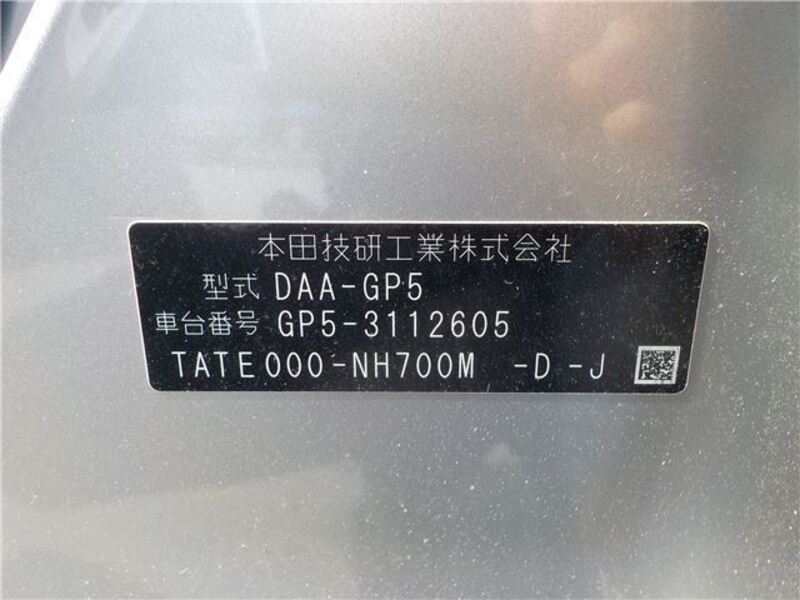 本田技研工業株式会社
型式 DAA-GP5
車台番号 GP5-3112605
TATE000-NH700M -D -J